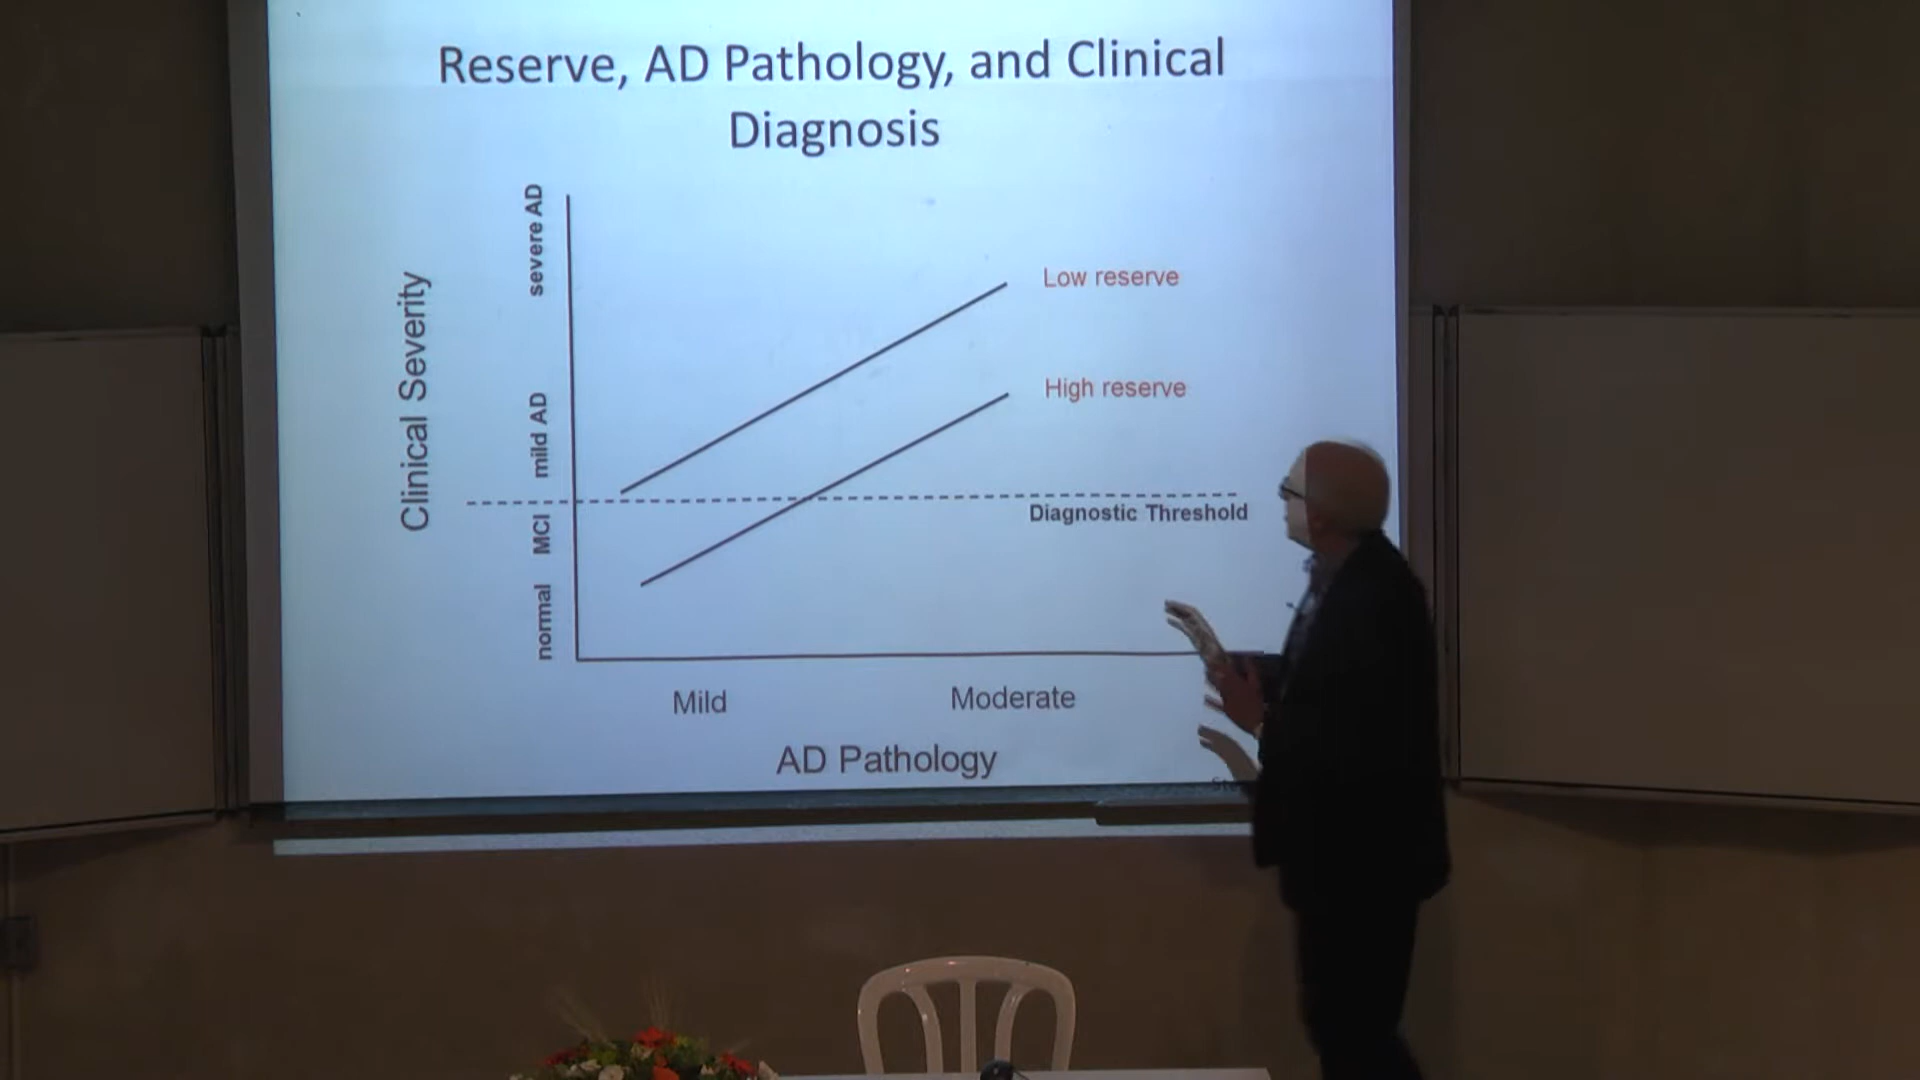 Reserve, AD Pathology, and Clinical
Diagnosis
severe AD
mild AD
MCI
normal
Clinical Severity
Low reserve
High reserve
Diagnostic Threshold
Mild
Moderate
AD Pathology